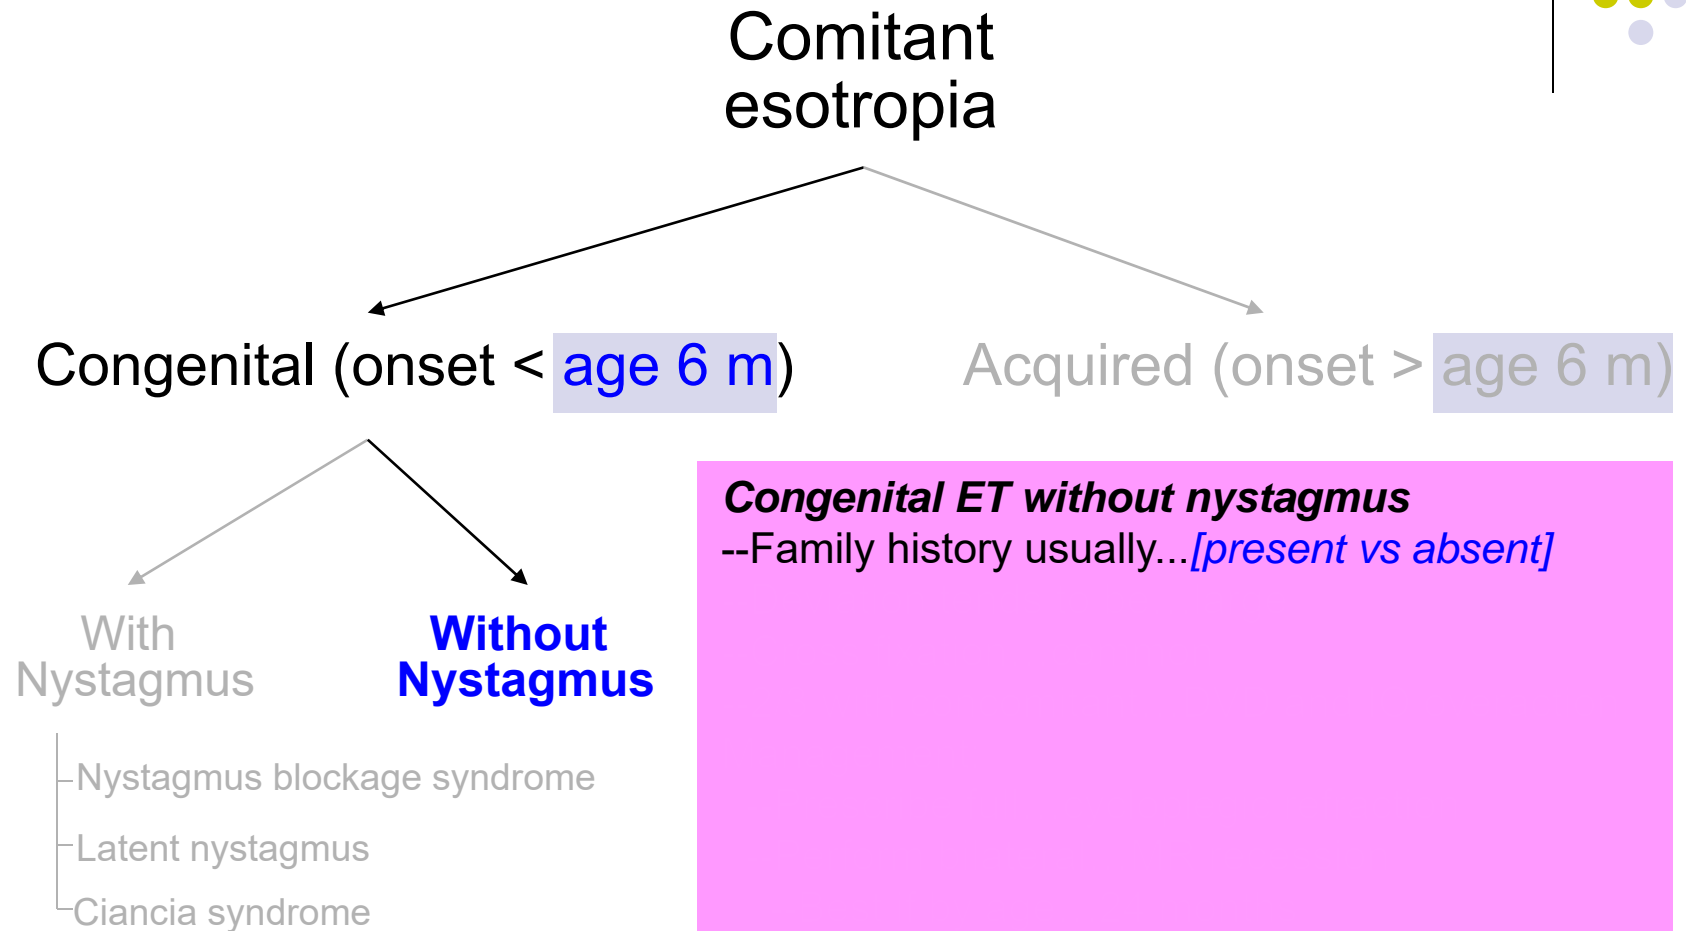 Comitant
esotropia
Congenital (onset < age 6 m)
Acquired (onset > age 6 m)
Congenital ET without nystagmus
--Family history usually...[present vs absent]
With
Nystagmus
Without
Nystagmus
Nystagmus blockage syndrome
Latent nystagmus
Ciancia syndrome